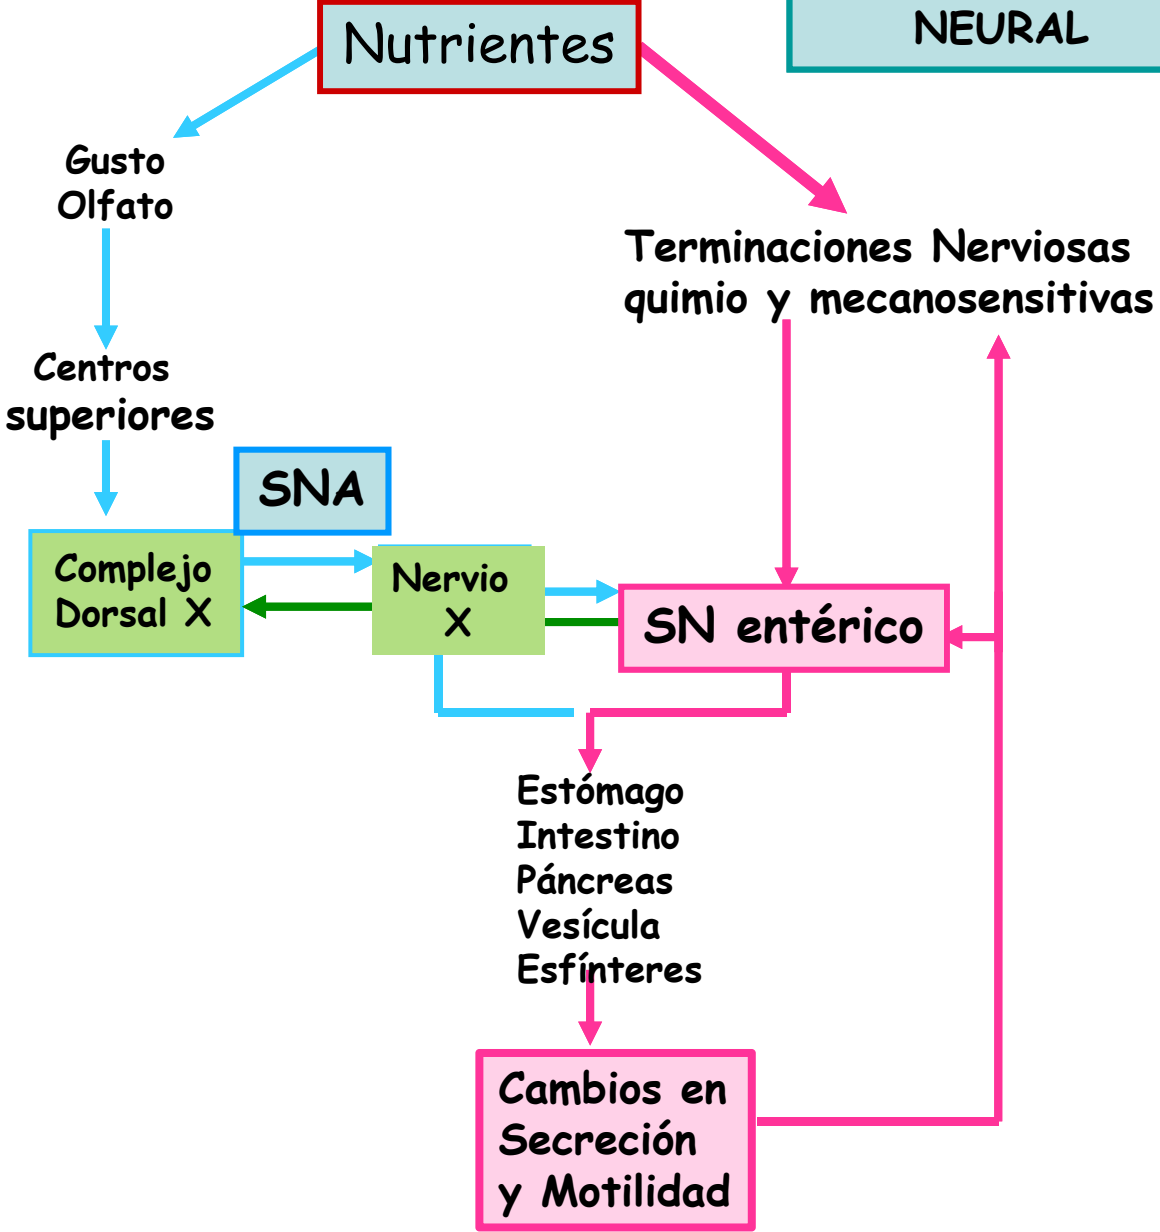 Nutrientes
NEURAL
Gusto
Olfato
Terminaciones Nerviosas
quimio y mecanosensitivas
Centros
superiores
SNA
Complejo
Dorsal X
Nervio
X
SN entérico
Estómago
Intestino
Páncreas
Vesícula
Esfínteres
Cambios en
Secreción
y Motilidad